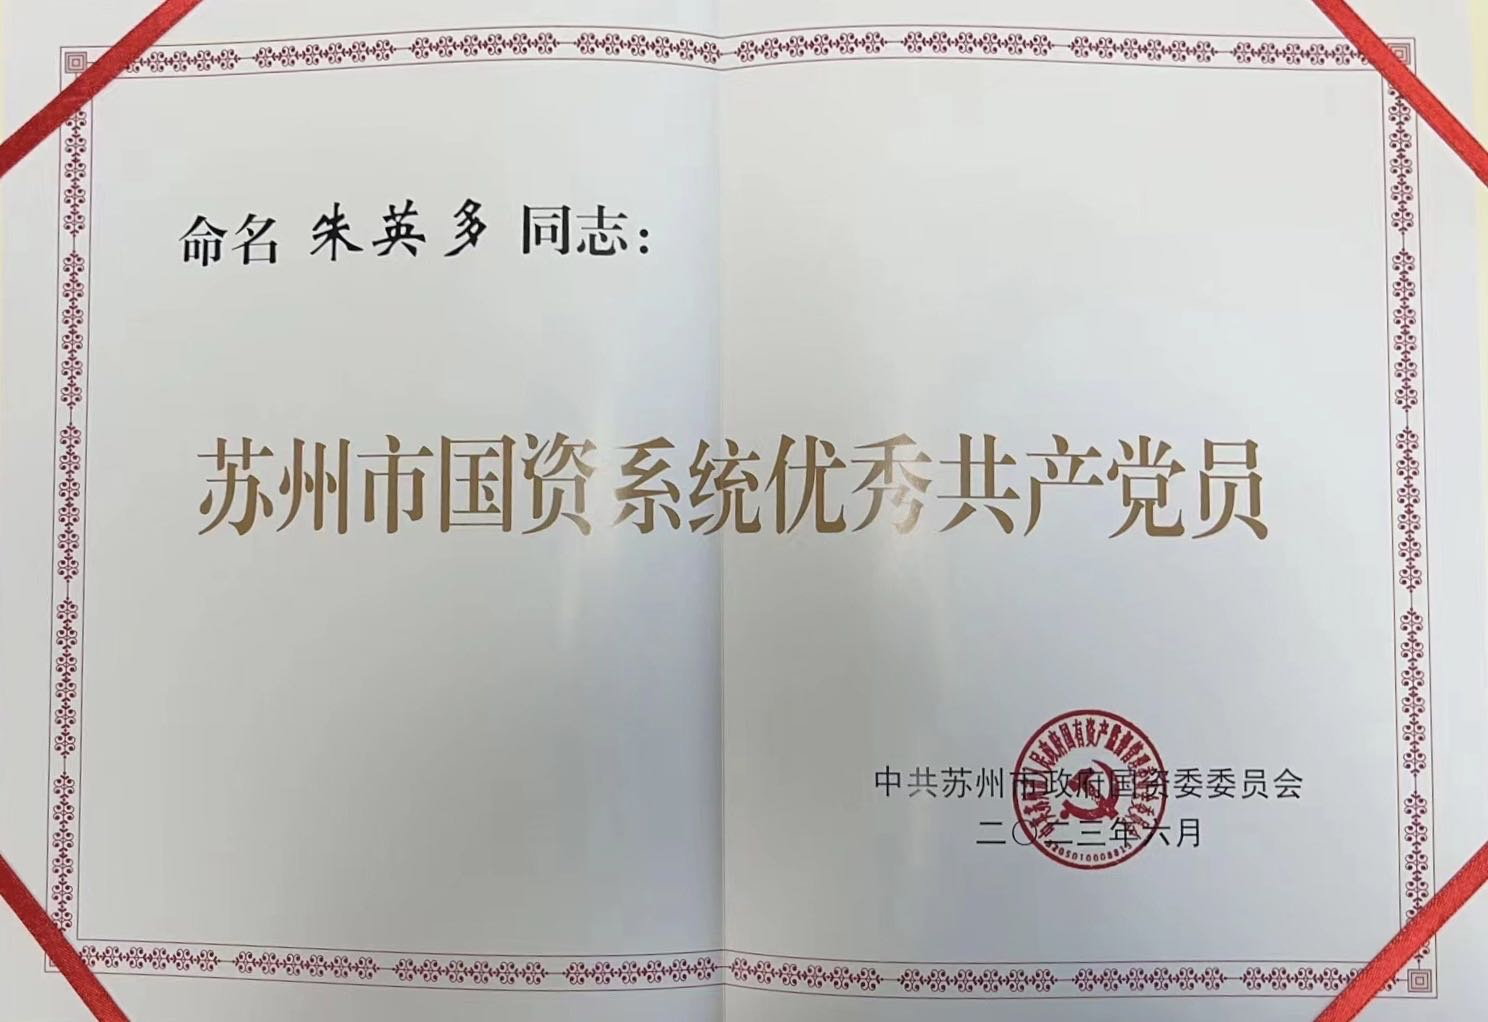 命名 朱英多 同志：
苏州市国资系统优秀共产党员
中共苏州市政府国资委委员会
二〇二三年六月